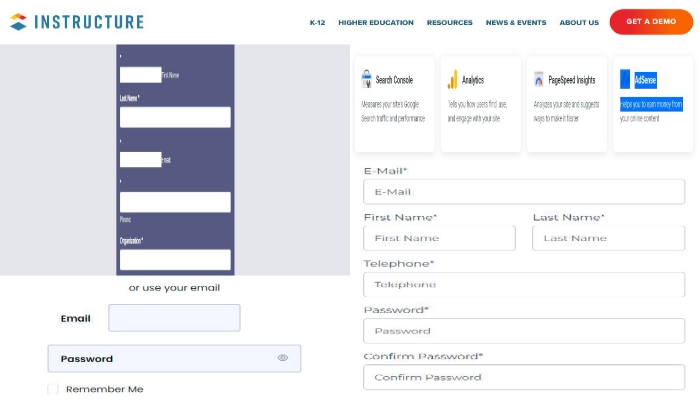 INSTRUCTURE
K-12
HIGHER EDUCATION
RESOURCES
NEWS & EVENTS
ABOUT US
GET A DEMO
*
First Name
Last Name *
*
Email
*
Phone
Organization *
or use your email
Email
Password
Remember Me
Search Console
Measures your site's Google
Search traffic and performance
Analytics
Tells you how users find, use,
and engage with your site
PageSpeed Insights
Analyzes your site and suggests
ways to make it faster
AdSense
Helps you to earn money from
your online content
E-Mail*
E-Mail
First Name*
Last Name*
First Name
Last Name
Telephone*
Telephone
Password*
Password
Confirm Password*
Confirm Password